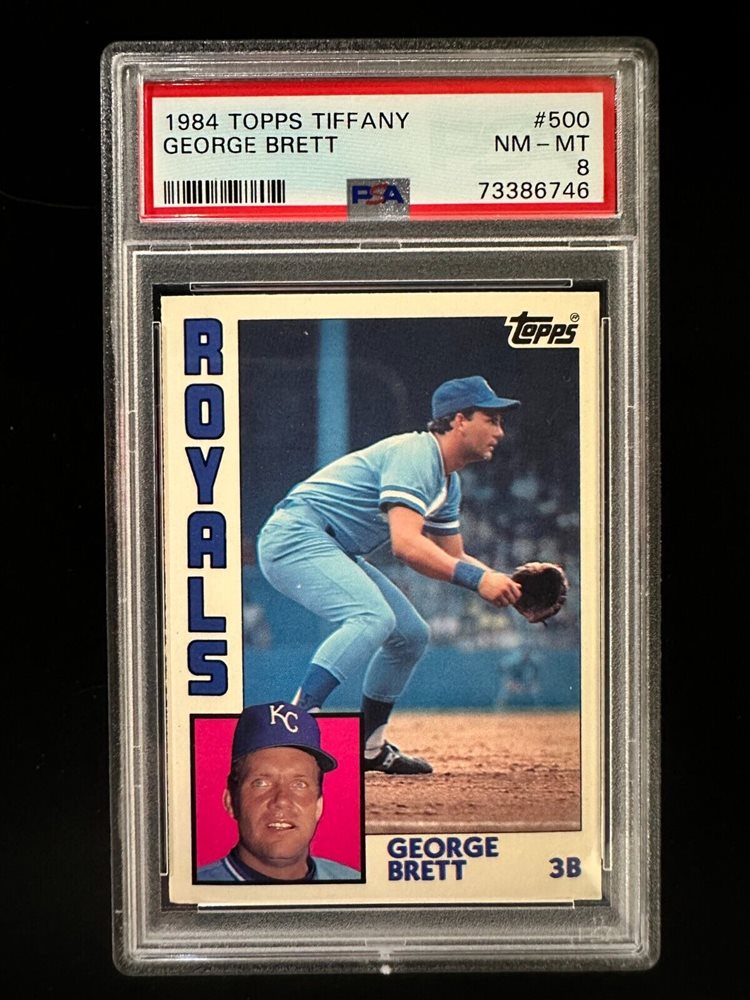 1984 TOPPS TIFFANY #500
GEORGE BRETT NM - MT
8
PSA 73386746
Topps
ROYALS
KC
GEORGE
BRETT 3B